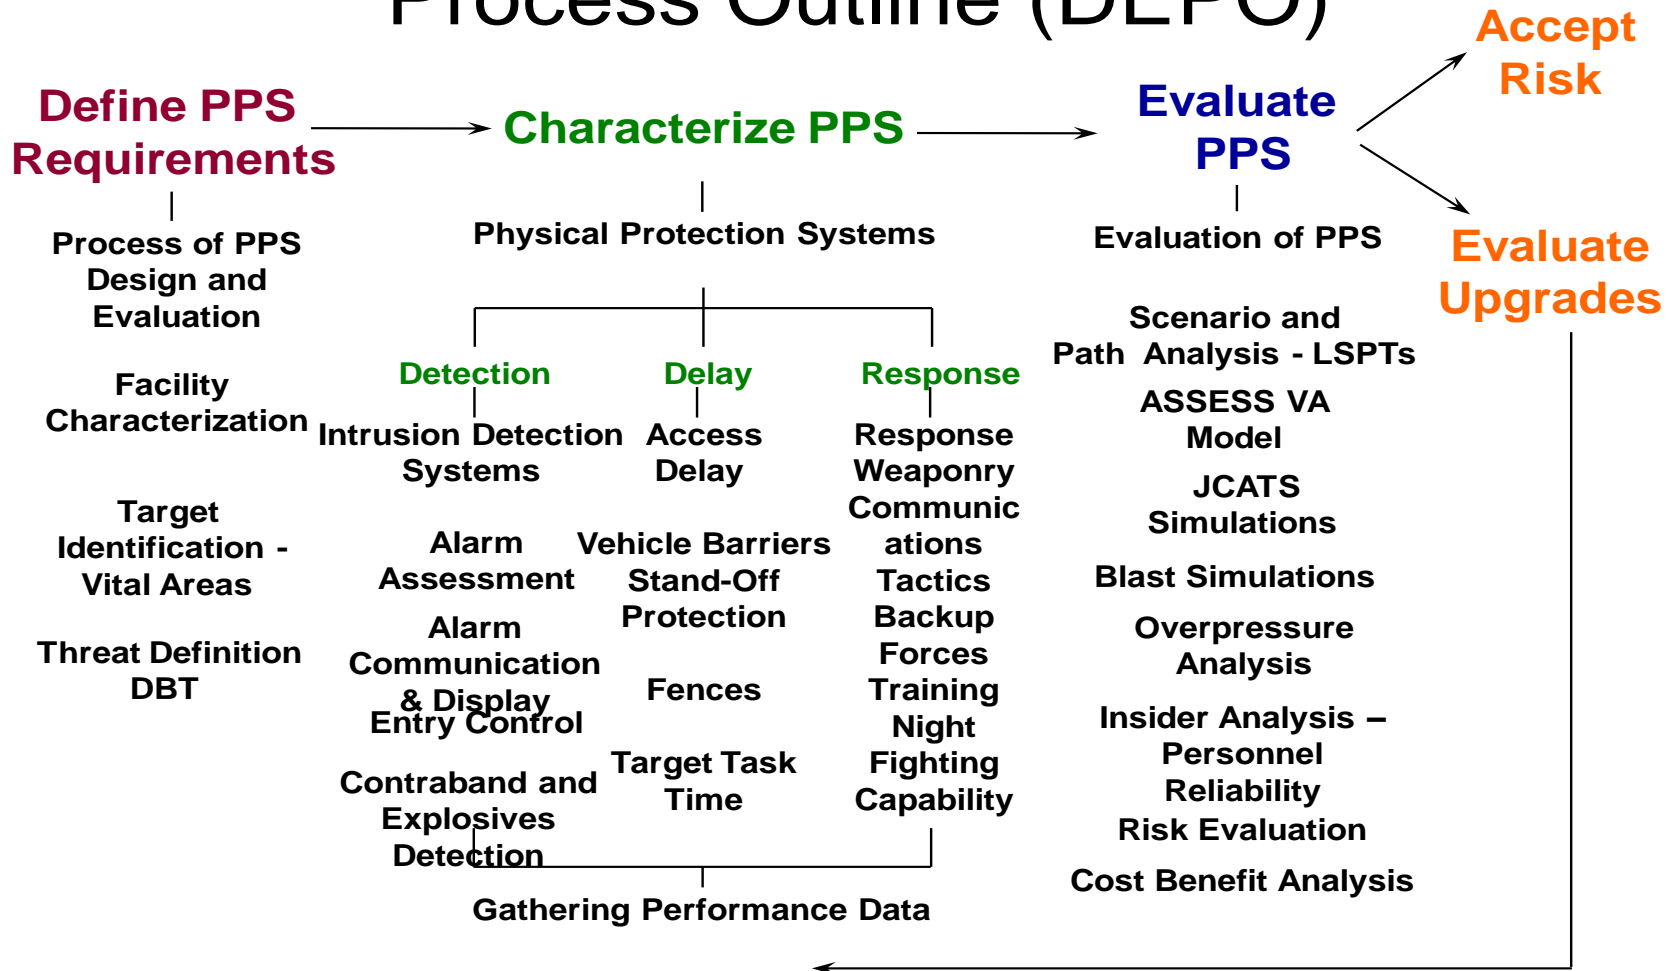 Process Outline (DEPO)
Accept
Risk
Define PPS
Requirements
Characterize PPS
Evaluate
PPS
Evaluate
Upgrades
Process of PPS
Design and
Evaluation
Facility
Characterization
Target
Identification -
Vital Areas
Threat Definition
DBT
Physical Protection Systems
Detection
Intrusion Detection
Systems
Alarm
Assessment
Alarm
Communication
& Display
Entry Control
Contraband and
Explosives
Detection
Delay
Access
Delay
Vehicle Barriers
Stand-Off
Protection
Fences
Target Task
Time
Response
Response
Weaponry
Communic
ations
Tactics
Backup
Forces
Training
Night
Fighting
Capability
Gathering Performance Data
Evaluation of PPS
Scenario and
Path Analysis - LSPTs
ASSESS VA
Model
JCATS
Simulations
Blast Simulations
Overpressure
Analysis
Insider Analysis –
Personnel
Reliability
Risk Evaluation
Cost Benefit Analysis